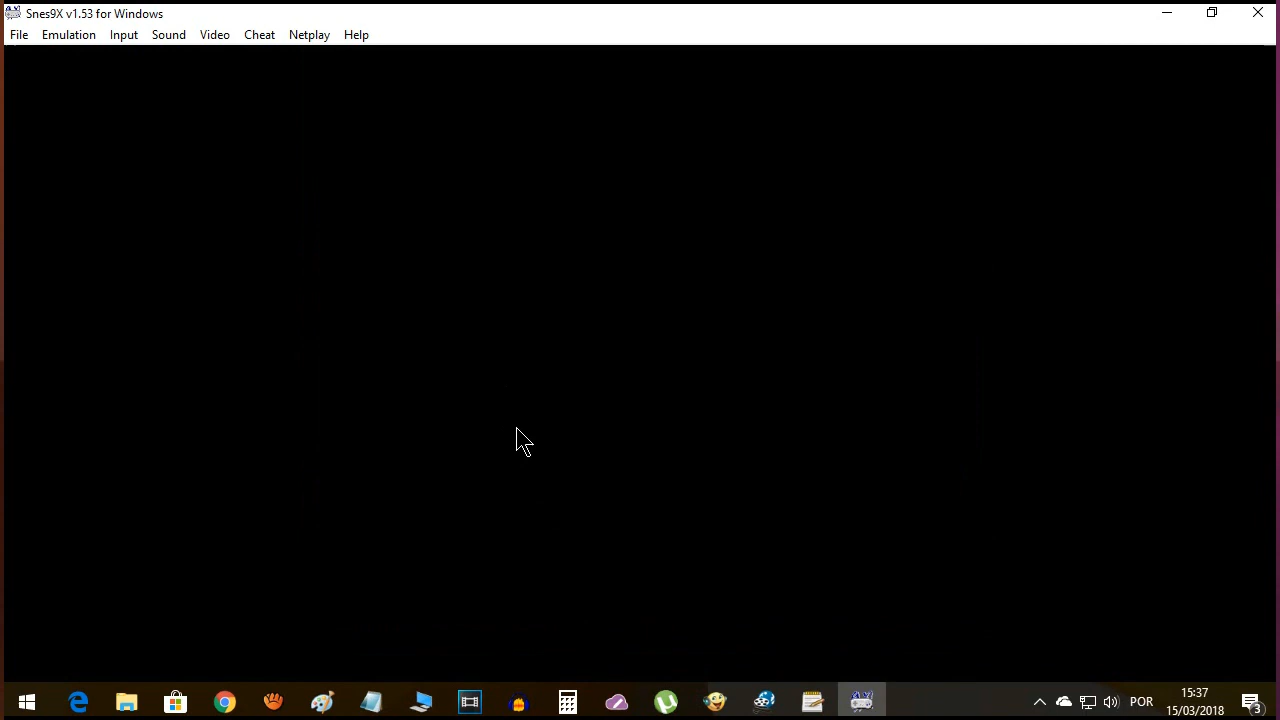 Snes9X v1.53 for Windows
File Emulation Input Sound Video Cheat Netplay Help
POR
15:37
15/03/2018
3